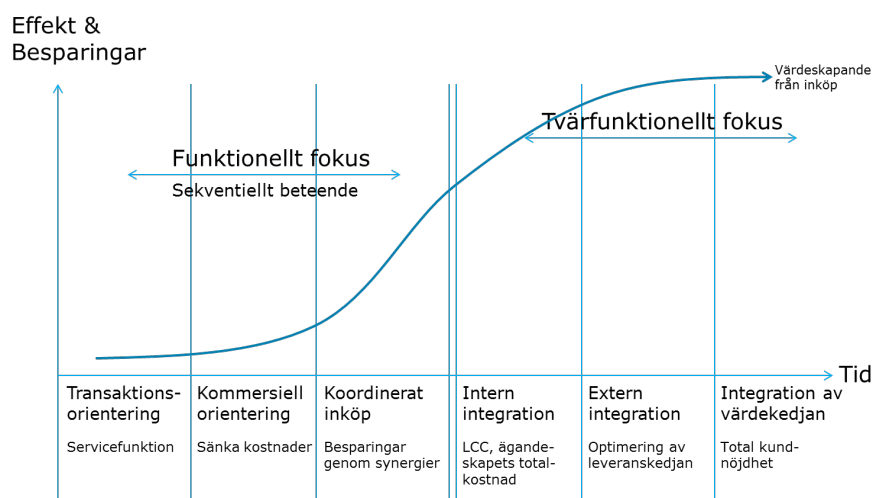 Effekt &
Besparingar
Värdeskapande
från inköp
Tvärfunktionellt fokus
Funktionellt fokus
Sekventiellt beteende
Tid
Transaktions-
orientering
Servicefunktion
Kommersiell
orientering
Sänka kostnader
Koordinerat
inköp
Besparingar
genom synergier
Intern
integration
LCC, ägande-
skapets total-
kostnad
Extern
integration
Optimering av
leveranskedjan
Integration av
värdekedjan
Total kund-
nöjdhet